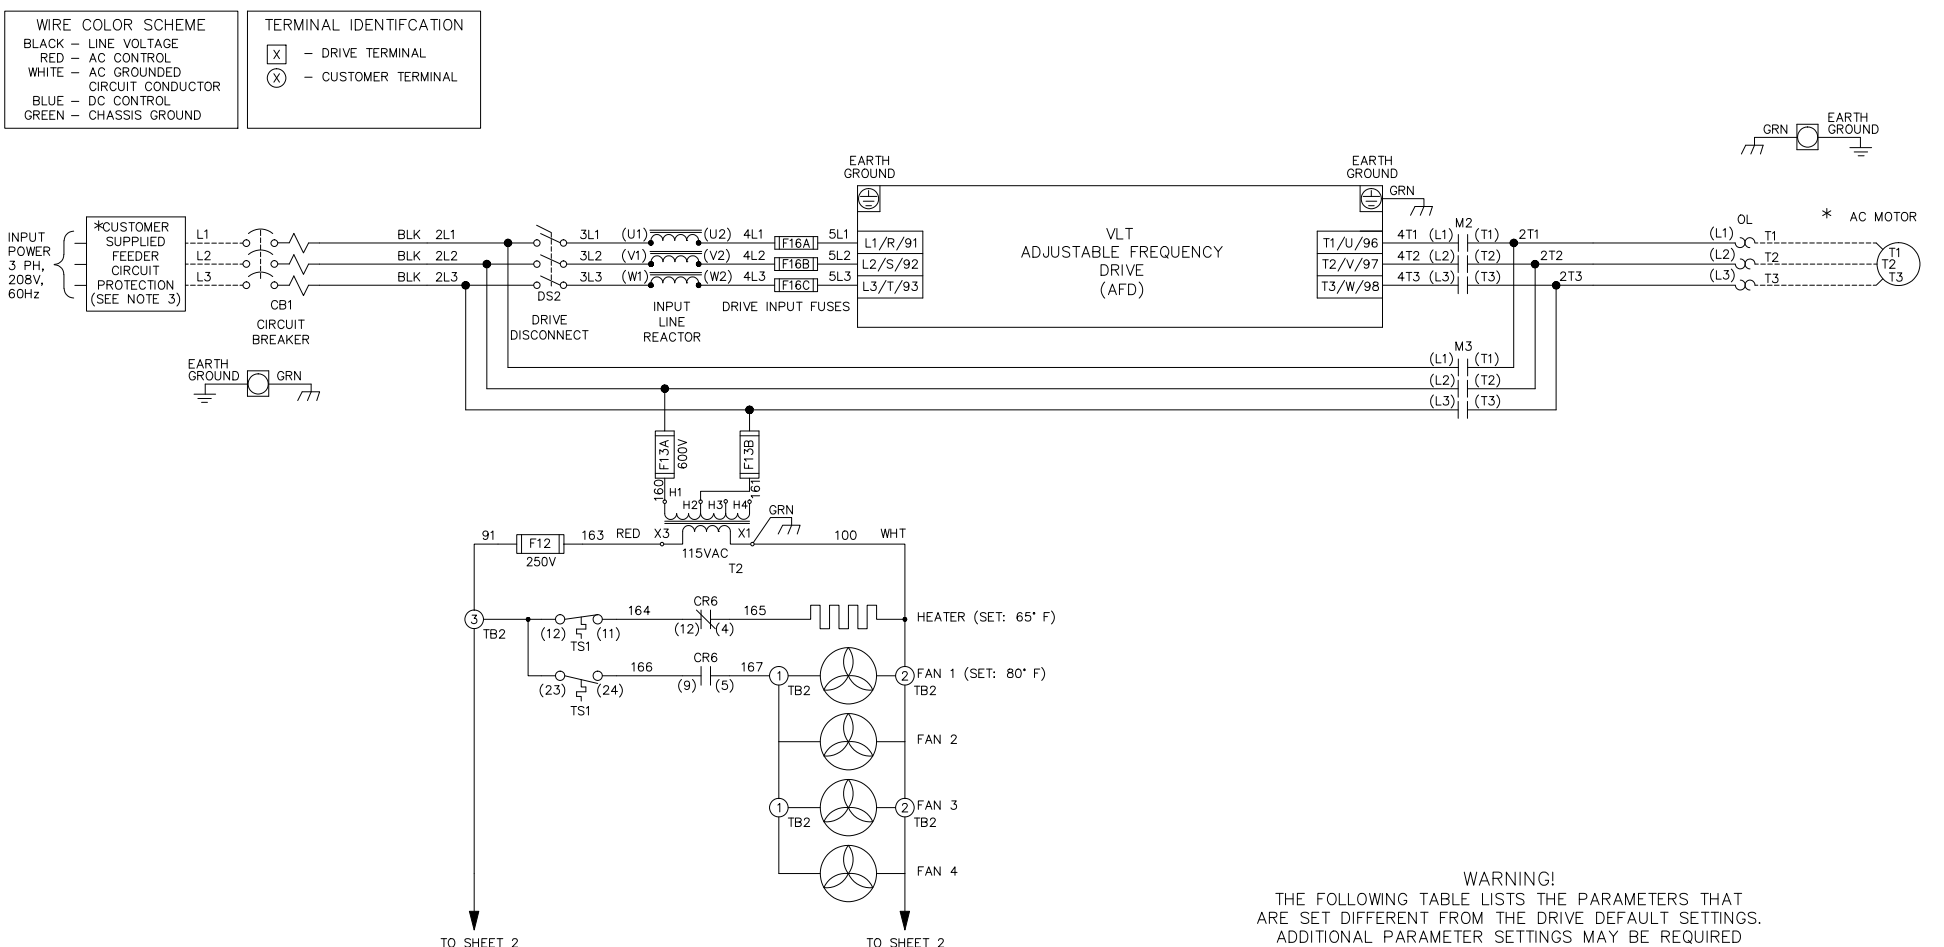 WIRE COLOR SCHEME
BLACK – LINE VOLTAGE
RED – AC CONTROL
WHITE – AC GROUNDED
CIRCUIT CONDUCTOR
BLUE – DC CONTROL
GREEN – CHASSIS GROUND
TERMINAL IDENTIFCATION
X – DRIVE TERMINAL
X – CUSTOMER TERMINAL
GRN
EARTH
GROUND
INPUT
POWER
3 PH,
208V,
60Hz
*CUSTOMER
SUPPLIED
FEEDER
CIRCUIT
PROTECTION
(SEE NOTE 3)
L1
L2
L3
CB1
CIRCUIT
BREAKER
BLK 2L1
BLK 2L2
BLK 2L3
DS2
DRIVE
DISCONNECT
3L1 (U1) (U2) 4L1
3L2 (V1) (V2) 4L2
3L3 (W1) (W2) 4L3
INPUT
LINE
REACTOR
F16A 5L1
F16B 5L2
F16C 5L3
DRIVE INPUT FUSES
EARTH
GROUND
L1/R/91
L2/S/92
L3/T/93
VLT
ADJUSTABLE FREQUENCY
DRIVE
(AFD)
EARTH
GROUND
GRN
T1/U/96
T2/V/97
T3/W/98
M2
4T1 (L1) (T1) 2T1
4T2 (L2) (T2) 2T2
4T3 (L3) (T3) 2T3
OL
(L1) T1
(L2) T2
(L3) T3
* AC MOTOR
T1
T2
T3
M3
(L1) (T1)
(L2) (T2)
(L3) (T3)
EARTH
GROUND
GRN
F13A
600V
F13B
160
161
H1
H2 H3 H4
GRN
91 F12 163 RED X3 X1 100 WHT
250V
115VAC
T2
3
TB2
(12) (11)
TS1
164
CR6
(12) (4)
165
HEATER (SET: 65° F)
(23) (24)
TS1
166
CR6
(9) (5)
167
1
TB2
2
TB2
FAN 1 (SET: 80° F)
FAN 2
1
TB2
2
TB2
FAN 3
FAN 4
TO SHEET 2
TO SHEET 2
WARNING!
THE FOLLOWING TABLE LISTS THE PARAMETERS THAT
ARE SET DIFFERENT FROM THE DRIVE DEFAULT SETTINGS.
ADDITIONAL PARAMETER SETTINGS MAY BE REQUIRED